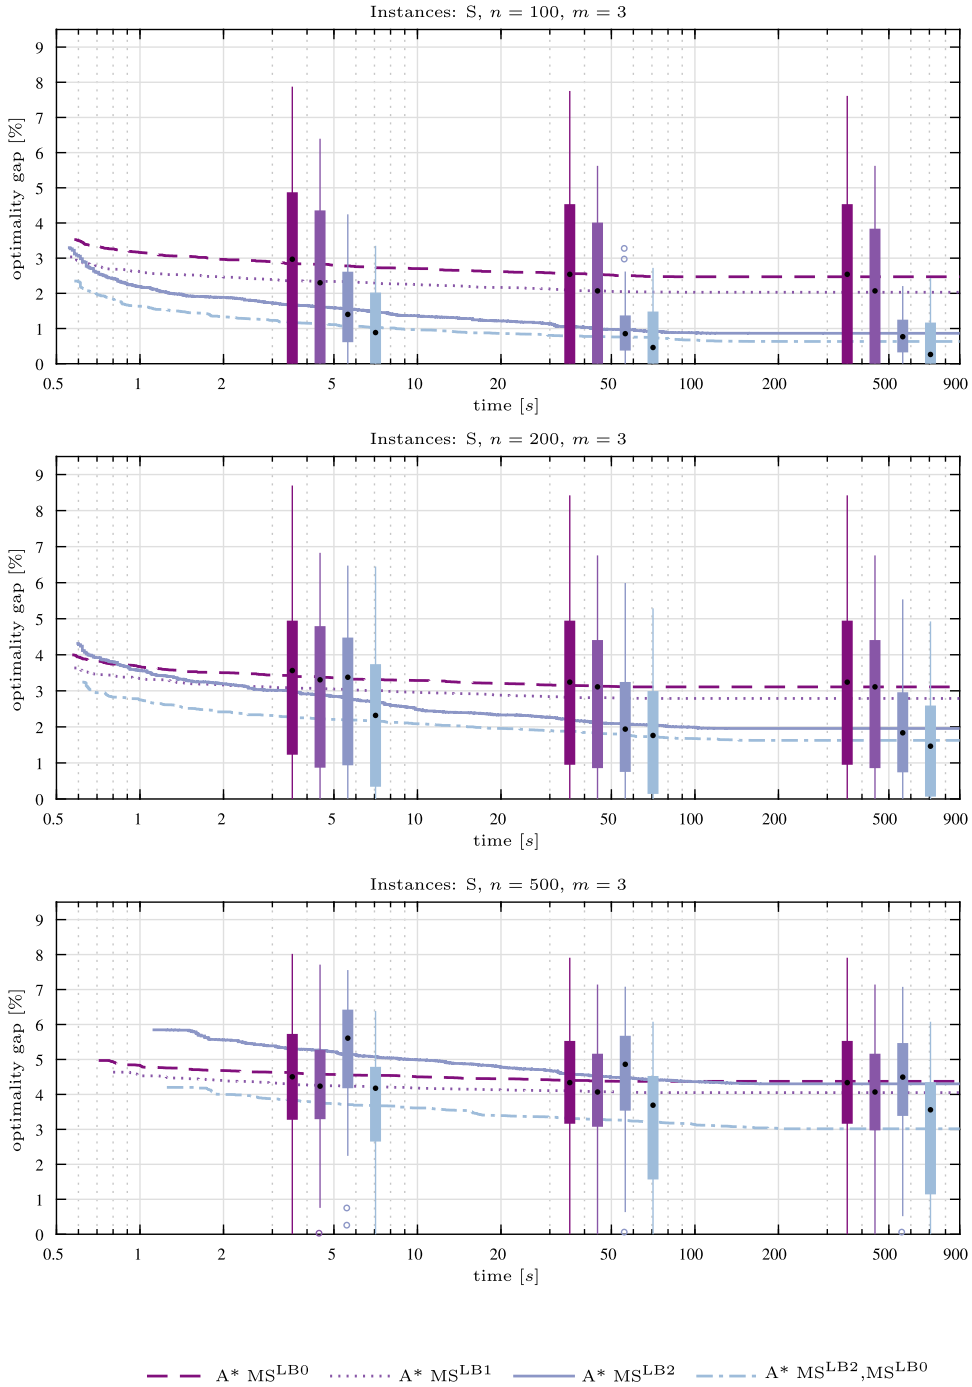 Instances: S, n = 100, m = 3
optimality gap [%]
9
8
7
6
5
4
3
2
1
0
0.5 1 2 5 10 20 50 100 200 500 900
time [s]
Instances: S, n = 200, m = 3
optimality gap [%]
9
8
7
6
5
4
3
2
1
0
0.5 1 2 5 10 20 50 100 200 500 900
time [s]
Instances: S, n = 500, m = 3
optimality gap [%]
9
8
7
6
5
4
3
2
1
0
0.5 1 2 5 10 20 50 100 200 500 900
time [s]
A* MS^LB0 A* MS^LB1 A* MS^LB2 A* MS^LB2,MS^LB0